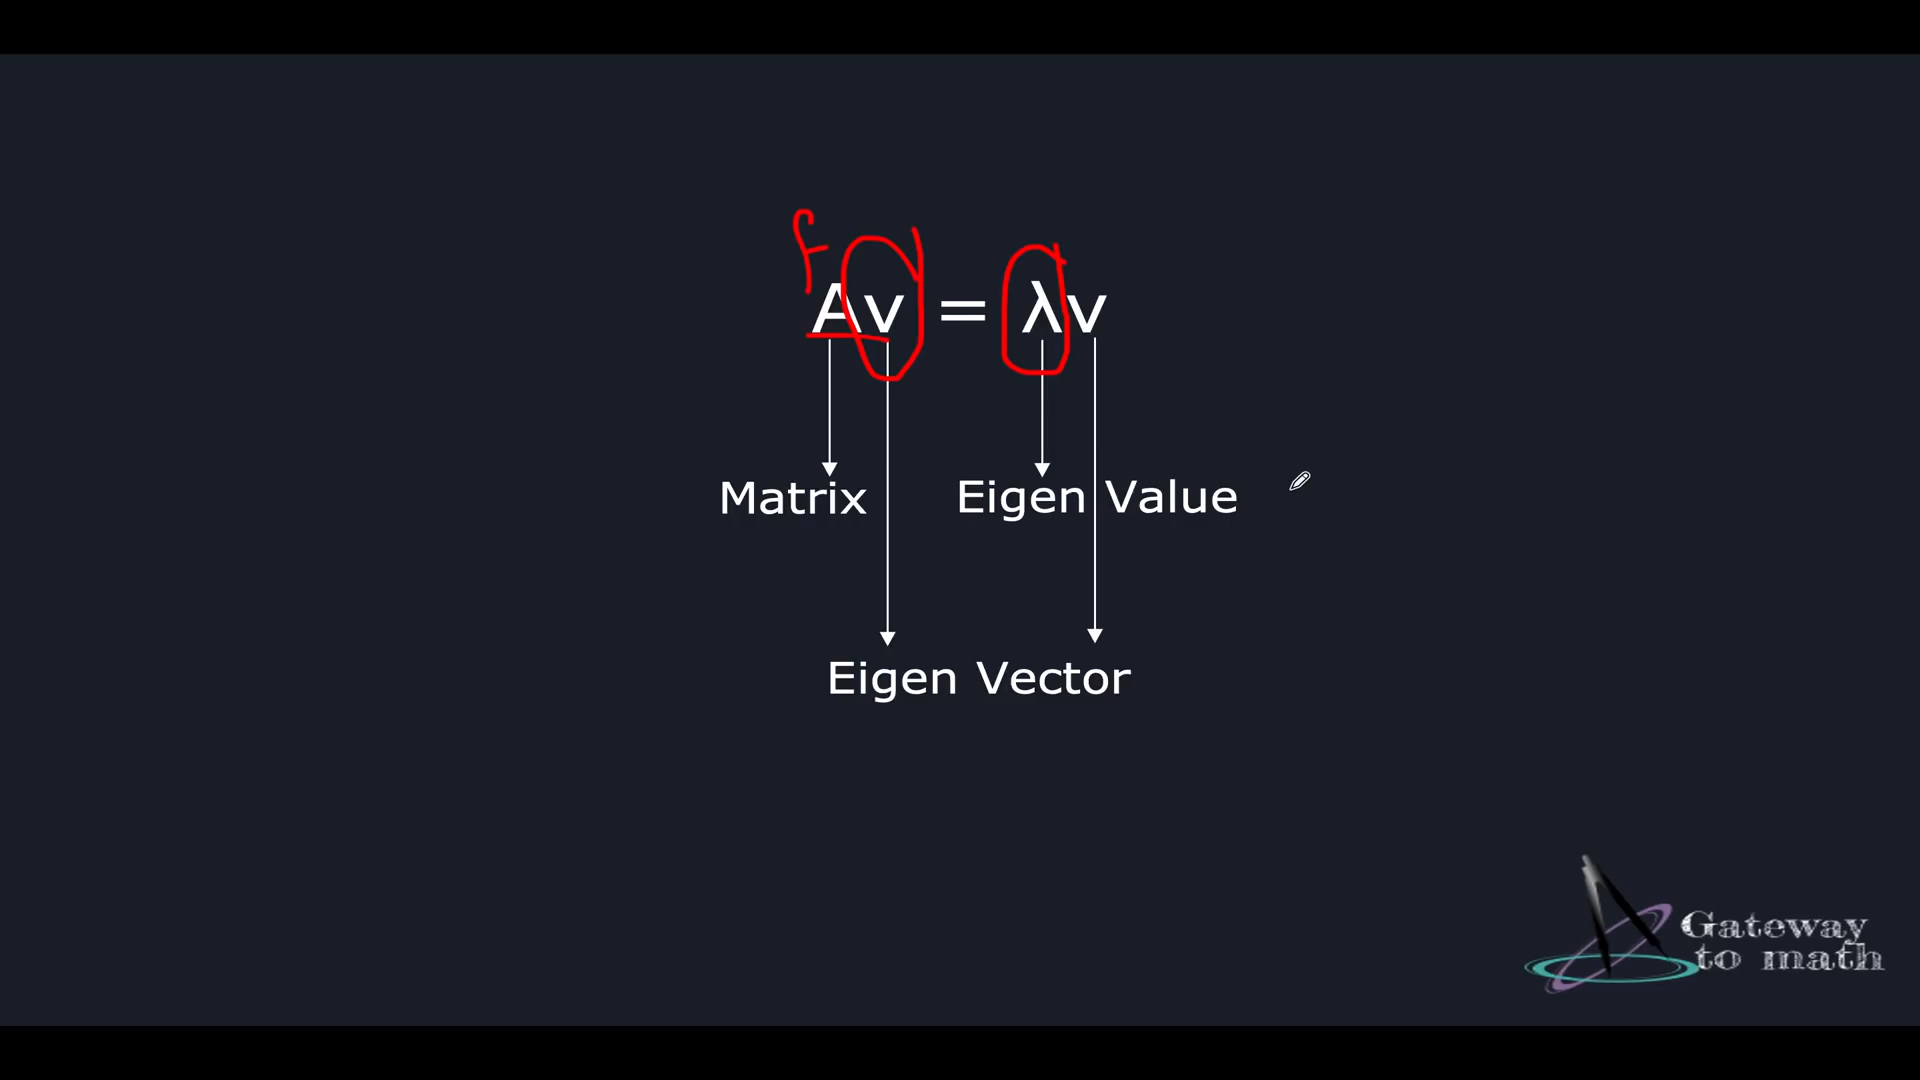 f
Av = λv
Matrix Eigen Value
Eigen Vector
Gateway
to math